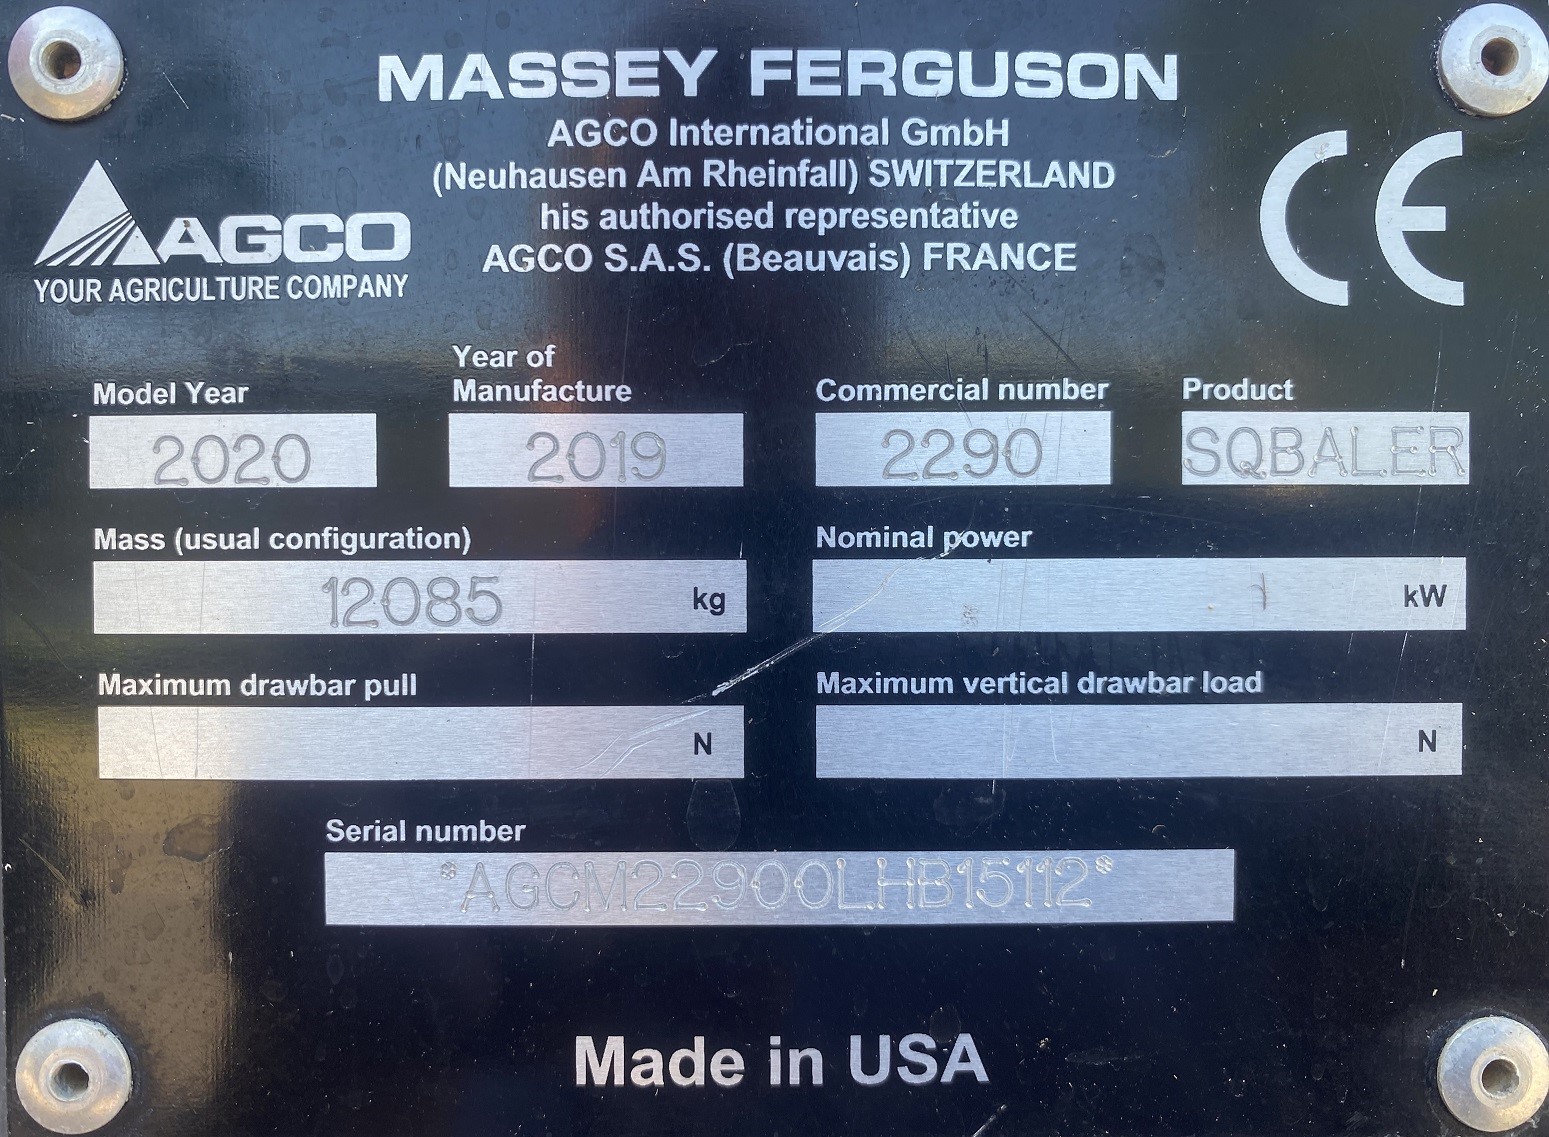 MASSEY FERGUSON
AGCO International GmbH
(Neuhausen Am Rheinfall) SWITZERLAND
his authorised representative
AGCO S.A.S. (Beauvais) FRANCE
AGCO
YOUR AGRICULTURE COMPANY
CE
Model Year
2020
Year of
Manufacture
2019
Commercial number
2290
Product
SQBALER
Mass (usual configuration)
12085 kg
Nominal power
kW
Maximum drawbar pull
N
Maximum vertical drawbar load
N
Serial number
*AGCM22900LHB15112*
Made in USA